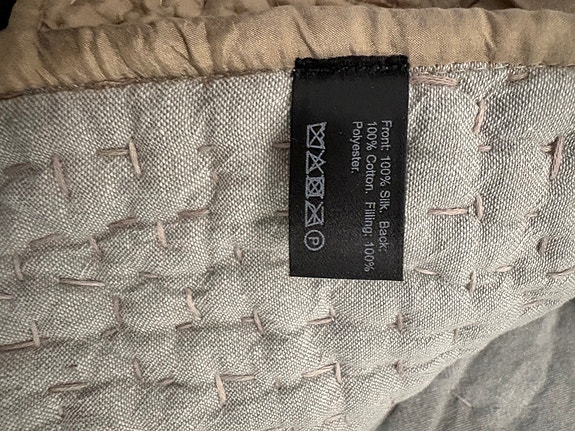 Front: 100% Silk. Back:
100% Cotton. Filling: 100%
Polyester.
P